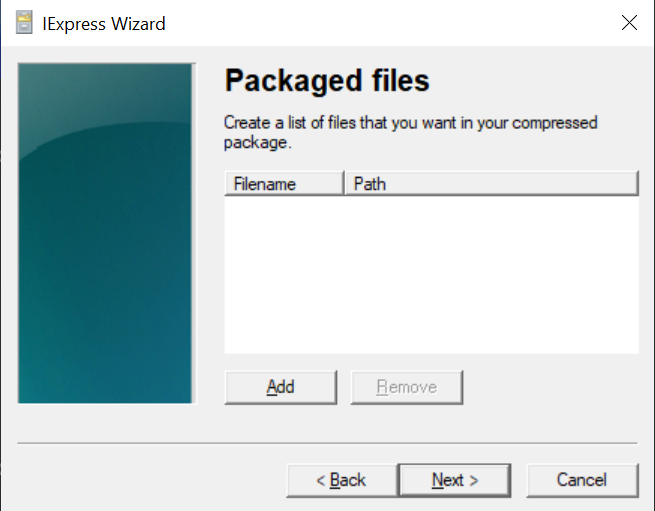 IExpress Wizard
Packaged files
Create a list of files that you want in your compressed
package.
Filename Path
Add Remove
< Back Next > Cancel